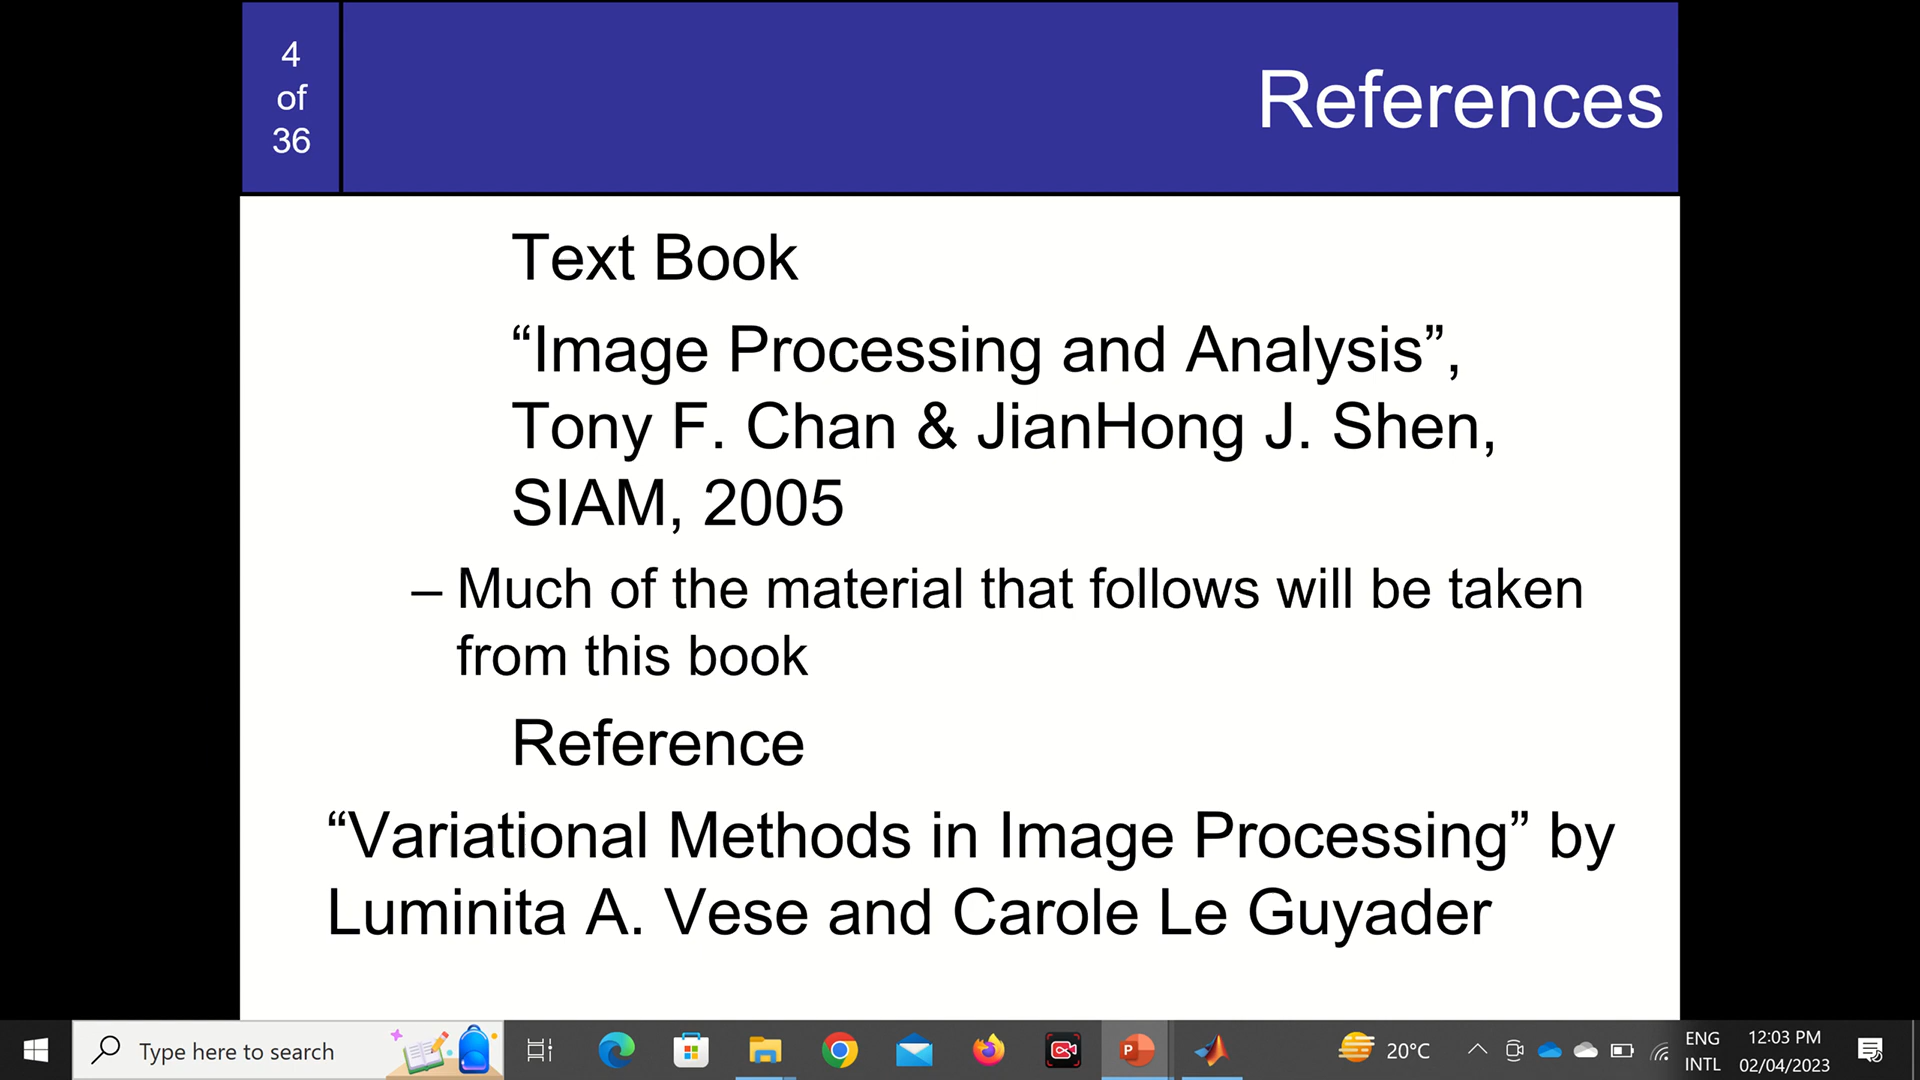 4
of
36
References
Text Book
“Image Processing and Analysis”,
Tony F. Chan & JianHong J. Shen,
SIAM, 2005
– Much of the material that follows will be taken
from this book
Reference
“Variational Methods in Image Processing” by
Luminita A. Vese and Carole Le Guyader
Type here to search
20°C
ENG
INTL
12:03 PM
02/04/2023